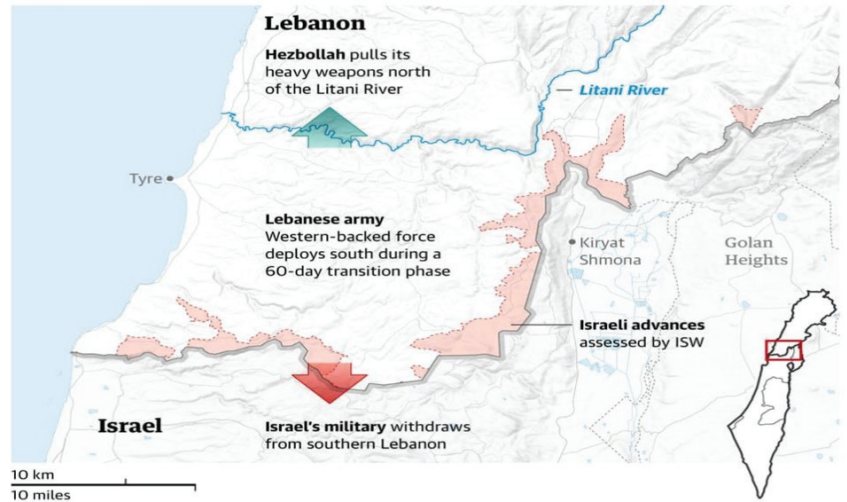 Lebanon
Hezbollah pulls its
heavy weapons north
of the Litani River
Litani River
Tyre
Lebanese army
Western-backed force
deploys south during a
60-day transition phase
Kiryat
Shmona
Golan
Heights
Israeli advances
assessed by ISW
Israel
Israel's military withdraws
from southern Lebanon
10 km
10 miles